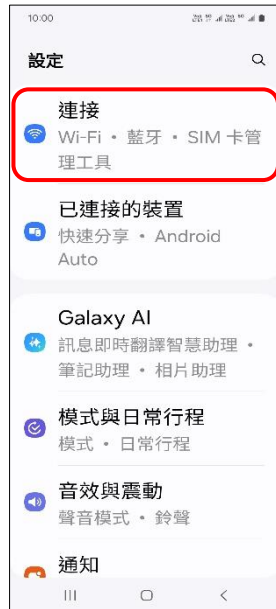 10:00
設定
連接
Wi-Fi • 藍牙 • SIM 卡管
理工具
已連接的裝置
快速分享 • Android
Auto
Galaxy AI
訊息即時翻譯智慧助理 •
筆記助理 • 相片助理
模式與日常行程
模式 • 日常行程
音效與震動
聲音模式 • 鈴聲
通知